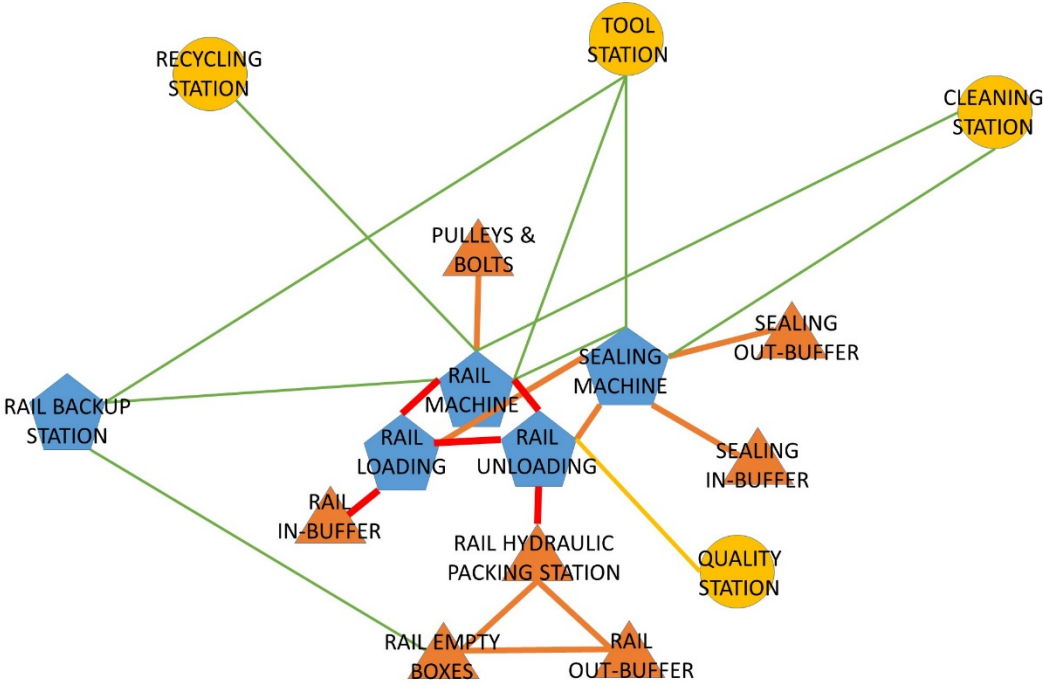 TOOL
STATION
RECYCLING
STATION
CLEANING
STATION
PULLEYS &
BOLTS
SEALING
OUT-BUFFER
SEALING
MACHINE
RAIL
MACHINE
RAIL BACKUP
STATION
RAIL
LOADING
RAIL
UNLOADING
SEALING
IN-BUFFER
RAIL
IN-BUFFER
RAIL HYDRAULIC
PACKING STATION
QUALITY
STATION
RAIL EMPTY
BOXES
RAIL
OUT-BUFFER